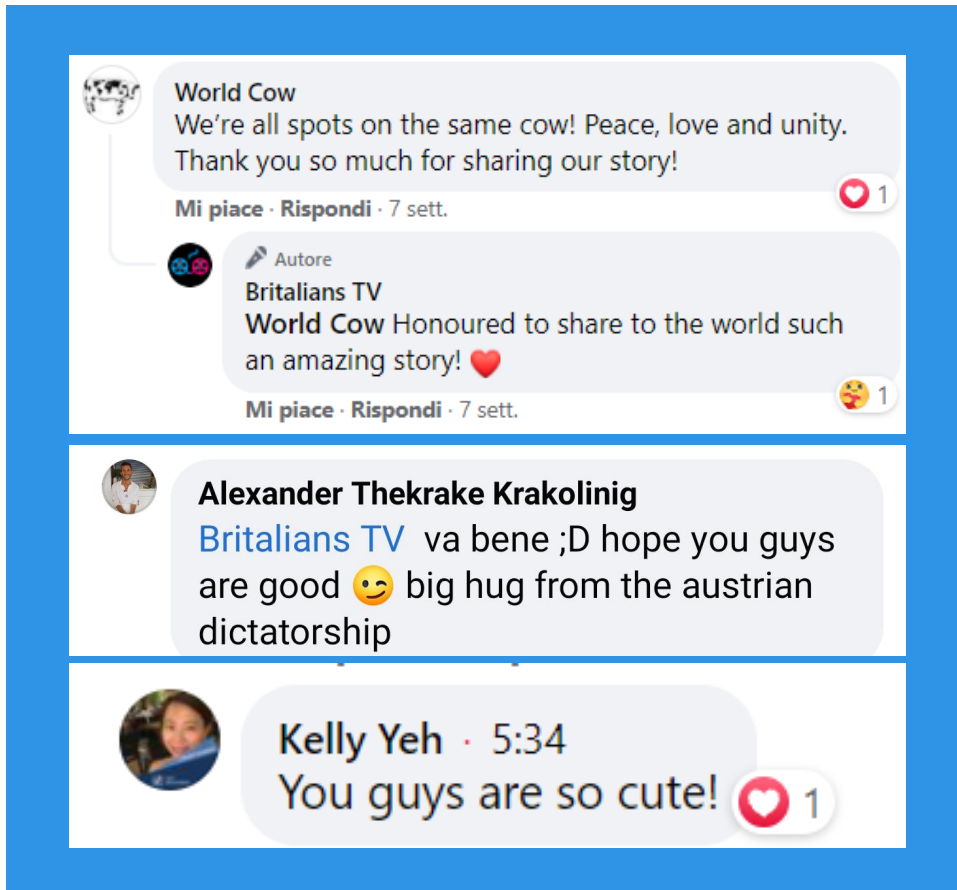 World Cow
We're all spots on the same cow! Peace, love and unity.
Thank you so much for sharing our story!
1
Mi piace · Rispondi · 7 sett.
Autore
Britalians TV
World Cow Honoured to share to the world such
an amazing story! ❤️
1
Mi piace · Rispondi · 7 sett.
Alexander Thekrake Krakolinig
Britalians TV va bene ;D hope you guys
are good 😉 big hug from the austrian
dictatorship
Kelly Yeh · 5:34
You guys are so cute!
1